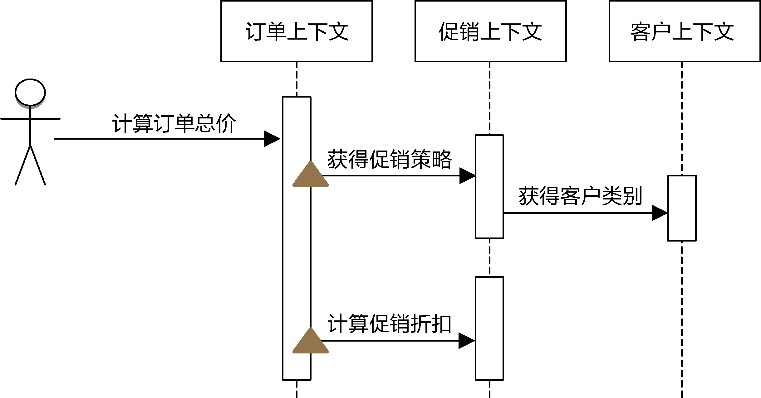 订单上下文
促销上下文
客户上下文
计算订单总价
获得促销策略
获得客户类别
计算促销折扣